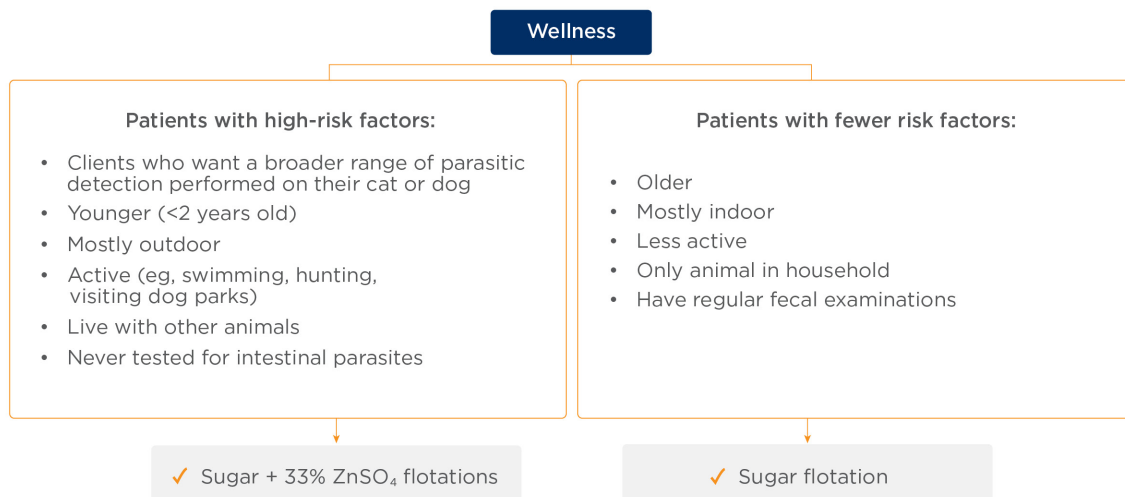 Wellness
Patients with high-risk factors:
• Clients who want a broader range of parasitic
detection performed on their cat or dog
• Younger (<2 years old)
• Mostly outdoor
• Active (eg, swimming, hunting,
visiting dog parks)
• Live with other animals
• Never tested for intestinal parasites
✓ Sugar + 33% ZnSO₄ flotations
Patients with fewer risk factors:
• Older
• Mostly indoor
• Less active
• Only animal in household
• Have regular fecal examinations
✓ Sugar flotation